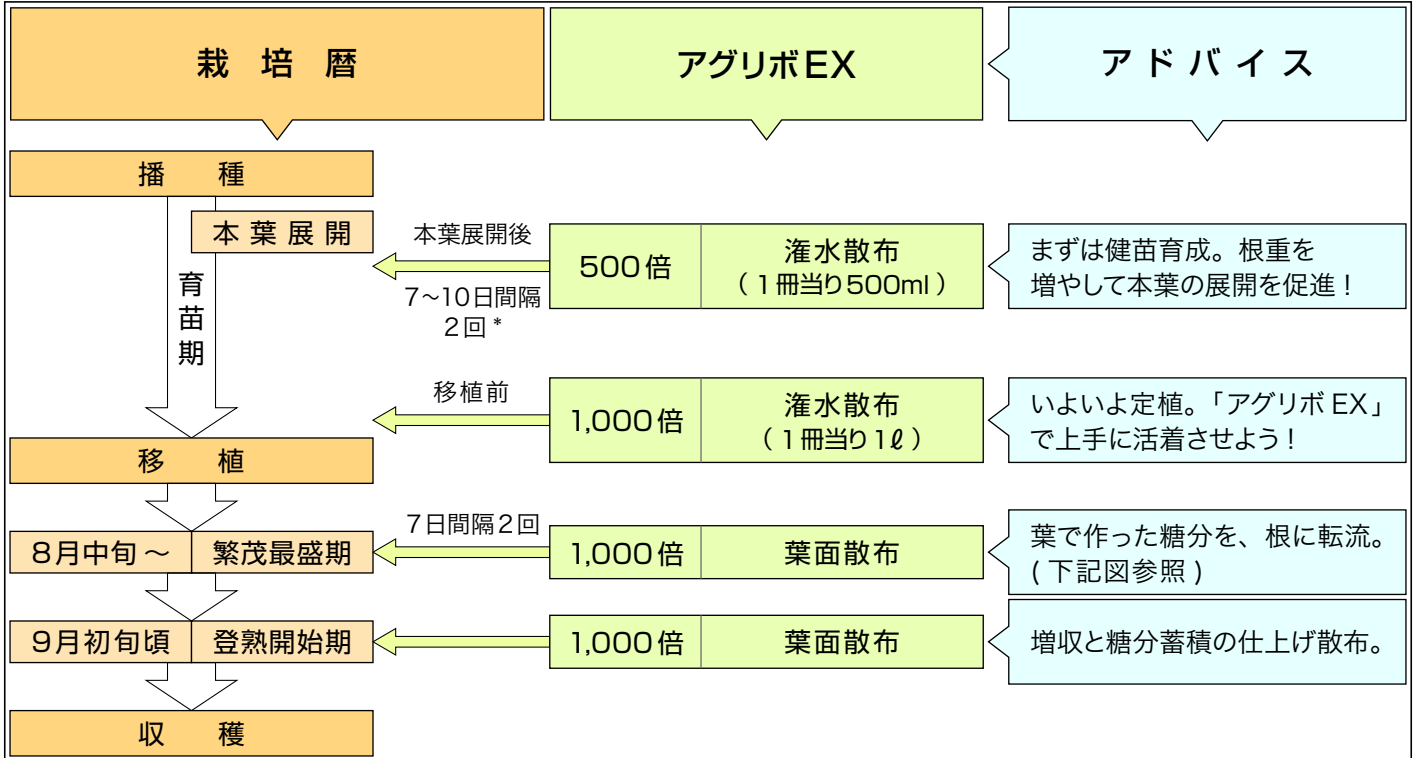 栽培暦
アグリボEX
アドバイス
播種
本葉展開
育苗期
本葉展開後
7~10日間隔
2回*
500倍
潅水散布
(1冊当り500ml)
まずは健苗育成。根重を
増やして本葉の展開を促進!
移植前
1,000倍
潅水散布
(1冊当り1ℓ)
いよいよ定植。「アグリボEX」
で上手に活着させよう!
移植
8月中旬~
繁茂最盛期
7日間隔2回
1,000倍
葉面散布
葉で作った糖分を、根に転流。
(下記図参照)
9月初旬頃
登熟開始期
1,000倍
葉面散布
増収と糖分蓄積の仕上げ散布。
収穫